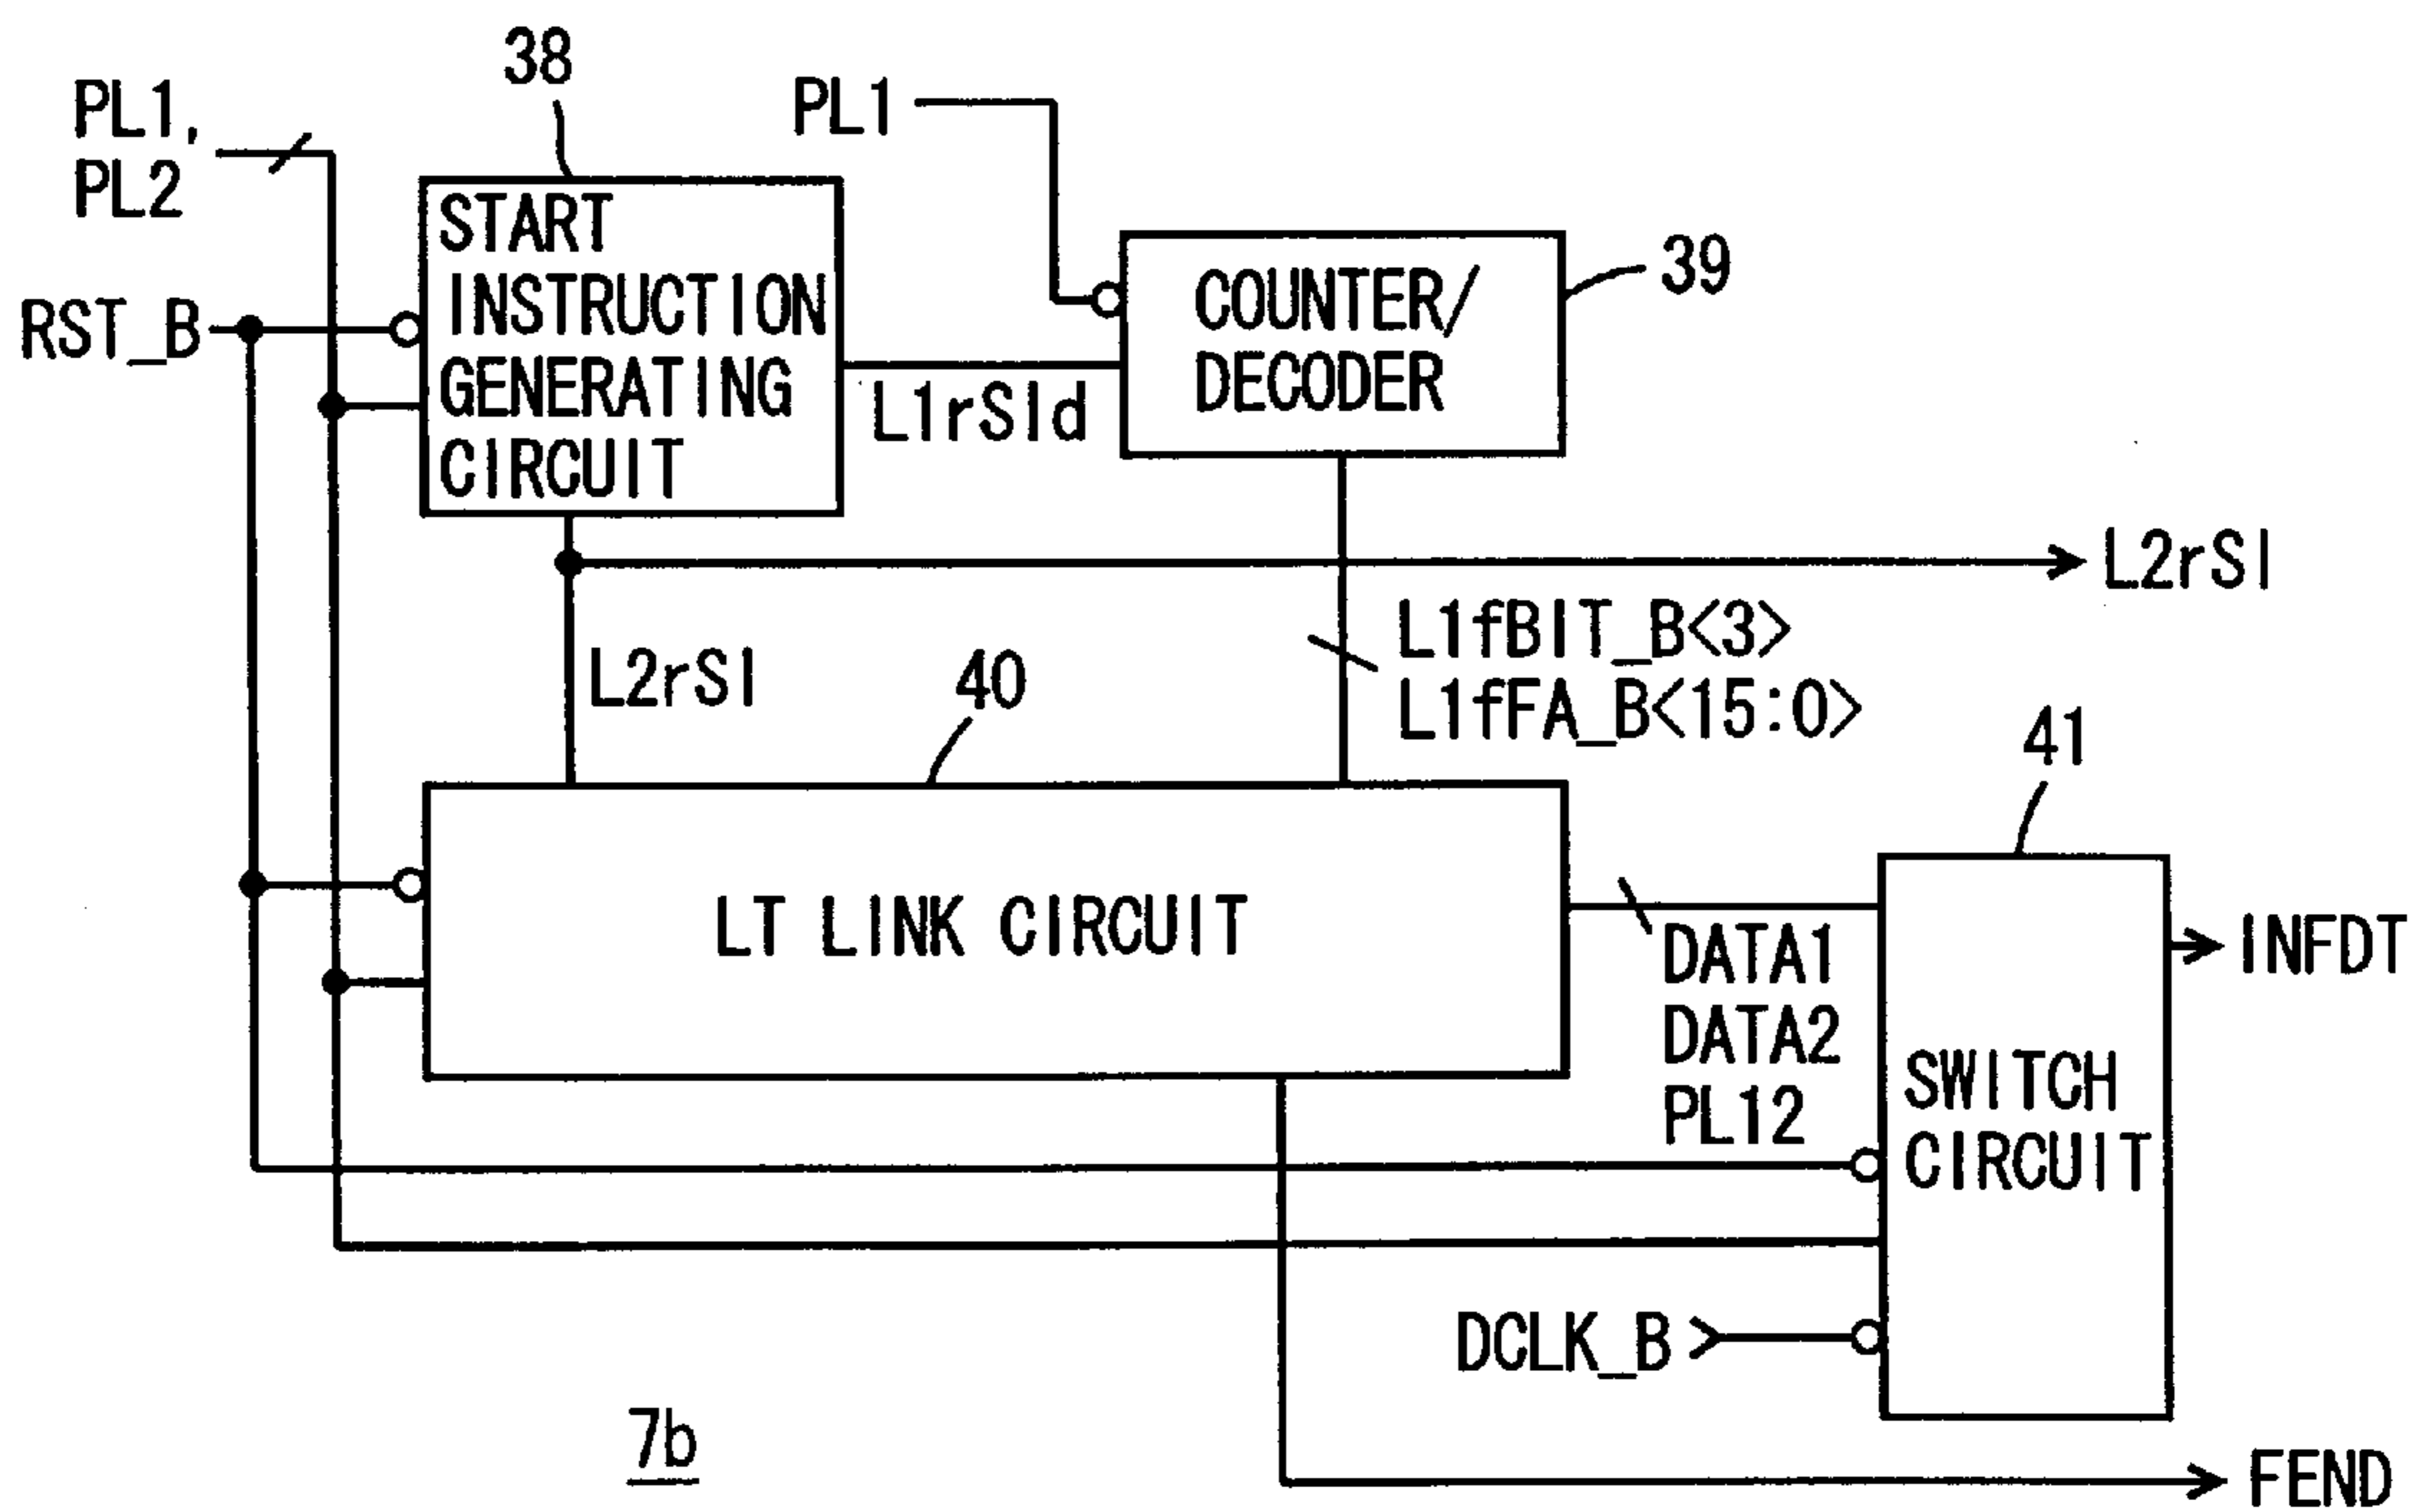 38
PL1,
PL2
PL1
START
INSTRUCTION
GENERATING
CIRCUIT
RST_B
COUNTER/
DECODER
39
L1rSId
L2rSI
L2rSI
L1fBIT_B<3>
L1fFA_B<15:0>
40
41
LT LINK CIRCUIT
DATA1
DATA2
PL12
SWITCH
CIRCUIT
INFDT
DCLK_B
7b
FEND